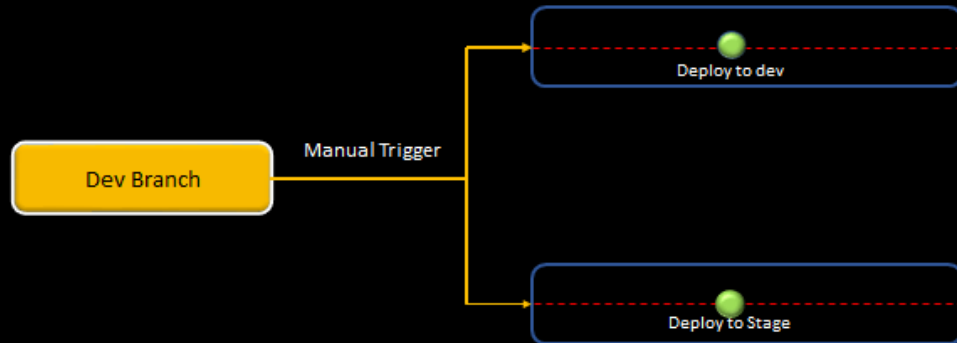 Deploy to dev
Manual Trigger
Dev Branch
Deploy to Stage